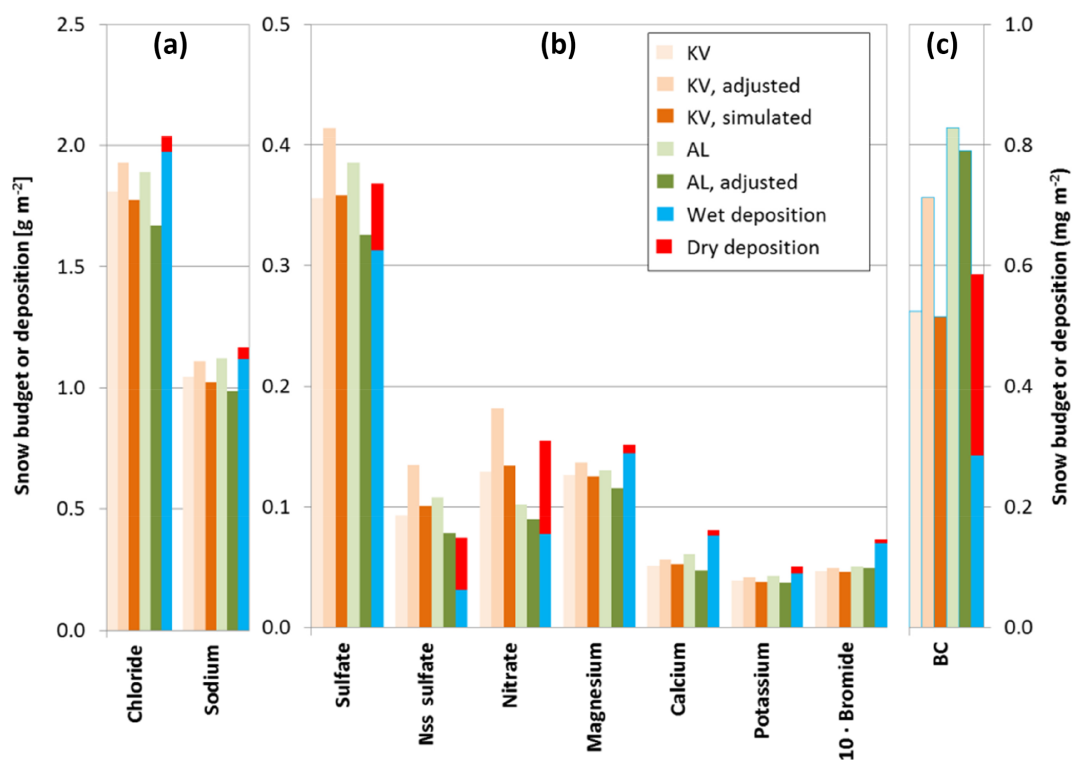 (a)
(b)
(c)
Snow budget or deposition [g m-2]
2.5
2.0
1.5
1.0
0.5
0.0
0.5
0.4
0.3
0.2
0.1
0.0
KV
KV, adjusted
KV, simulated
AL
AL, adjusted
Wet deposition
Dry deposition
1.0
0.8
0.6
0.4
0.2
0.0
Snow budget or deposition (mg m-2)
Chloride
Sodium
Sulfate
Nss sulfate
Nitrate
Magnesium
Calcium
Potassium
10 · Bromide
BC